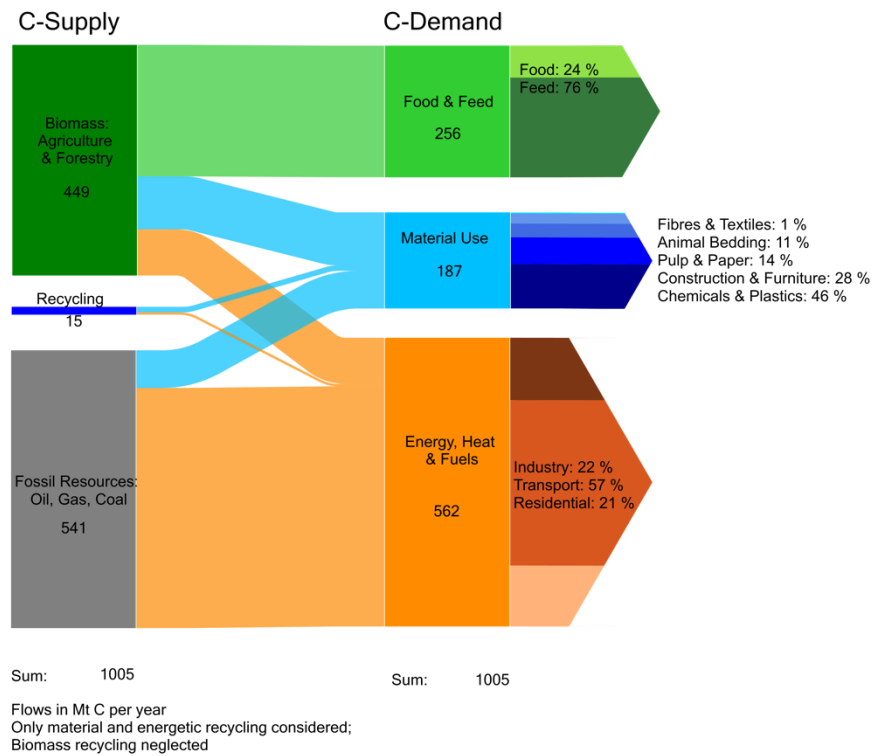 C-Supply
C-Demand
Biomass:
Agriculture
& Forestry
449
Recycling
15
Fossil Resources:
Oil, Gas, Coal
541
Food & Feed
256
Material Use
187
Energy, Heat
& Fuels
562
Food: 24 %
Feed: 76 %
Fibres & Textiles: 1 %
Animal Bedding: 11 %
Pulp & Paper: 14 %
Construction & Furniture: 28 %
Chemicals & Plastics: 46 %
Industry: 22 %
Transport: 57 %
Residential: 21 %
Sum: 1005
Sum: 1005
Flows in Mt C per year
Only material and energetic recycling considered;
Biomass recycling neglected